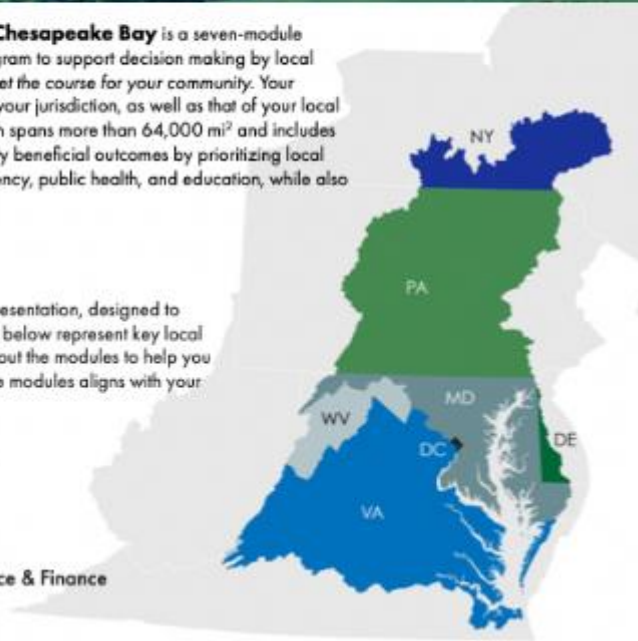 Chesapeake Bay is a seven-module
gram to support decision making by local
et the course for your community. Your
your jurisdiction, as well as that of your local
n spans more than 64,000 mi² and includes
y beneficial outcomes by prioritizing local
ency, public health, and education, while also
esentation, designed to
below represent key local
out the modules to help you
e modules aligns with your
ce & Finance
NY
PA
MD
WV
DC
DE
VA